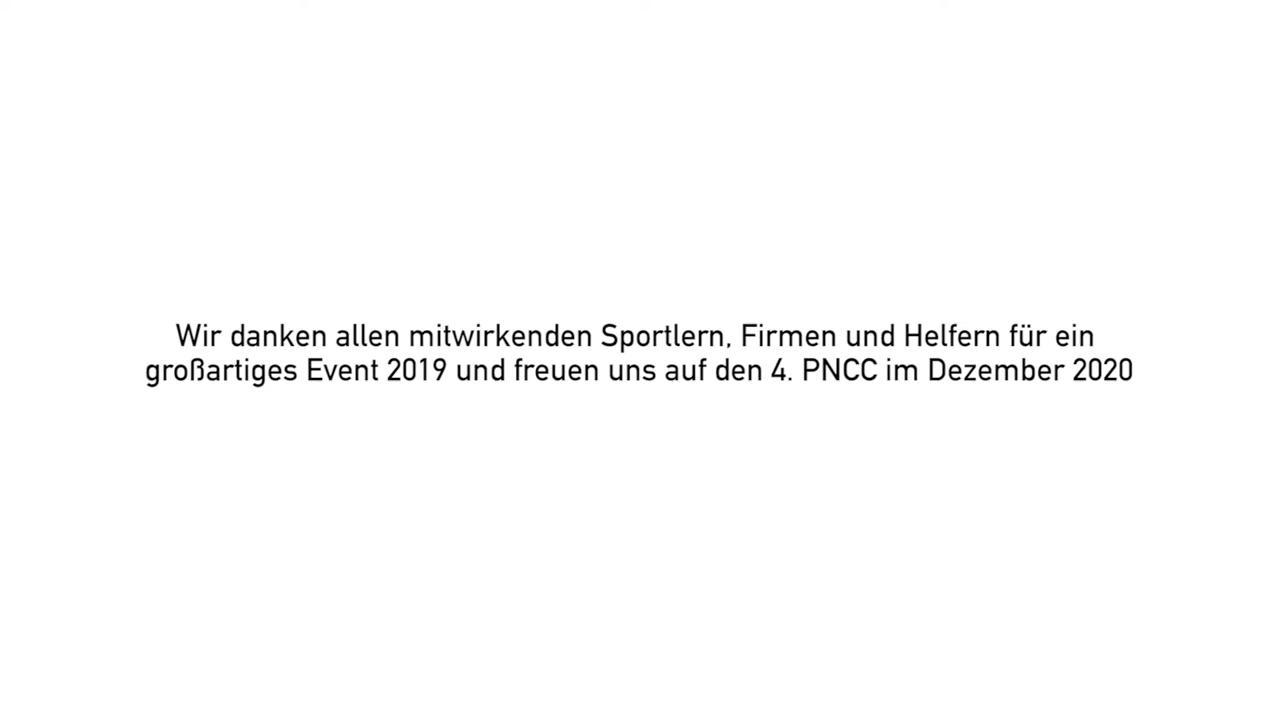 Wir danken allen mitwirkenden Sportlern, Firmen und Helfern für ein
großartiges Event 2019 und freuen uns auf den 4. PNCC im Dezember 2020